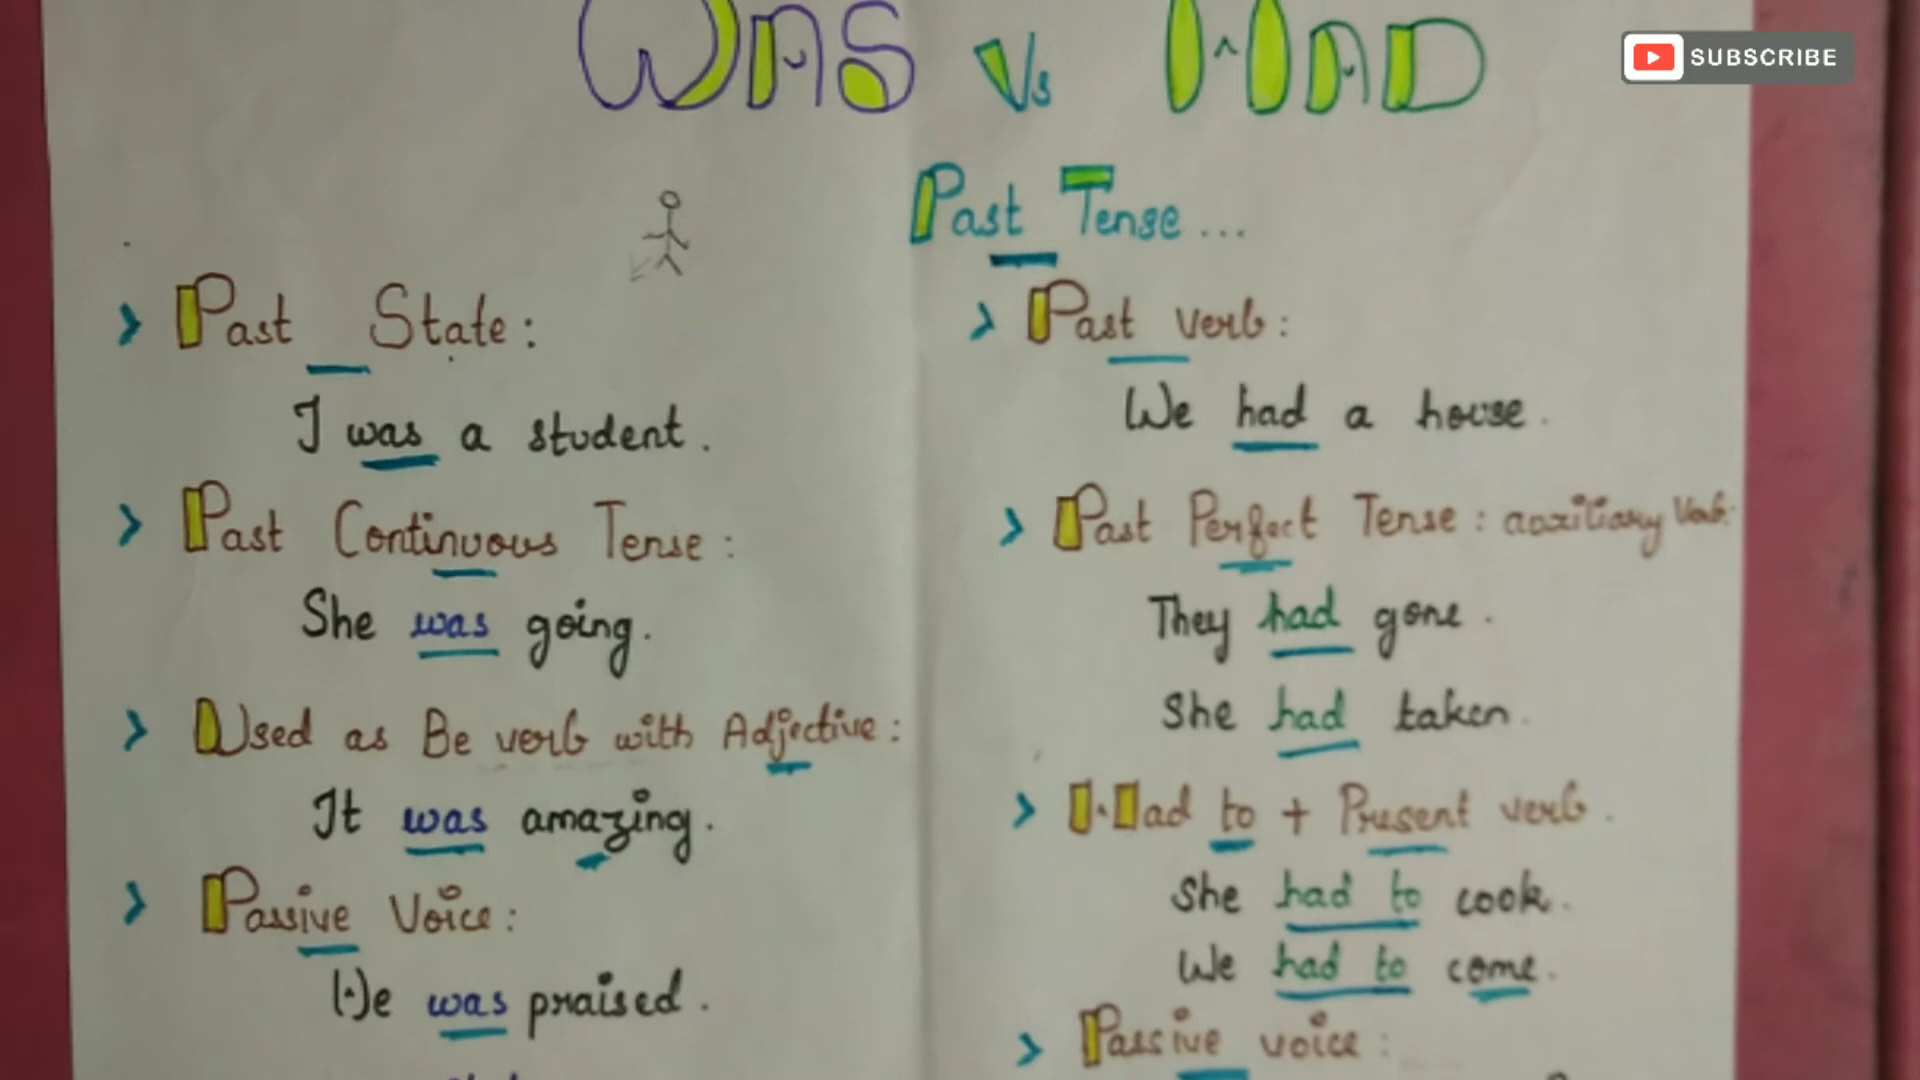 WAS Vs HAD
SUBSCRIBE
Past Tense...
> Past State:
I was a student.
> Past Continuous Tense:
She was going.
> Used as Be verb with Adjective:
It was amazing.
> Passive Voice:
He was praised.
> Past verb:
We had a house.
> Past Perfect Tense: auxiliary Verb:
They had gone.
She had taken.
> Had to + Present verb.
She had to cook.
We had to come.
> Passive voice: